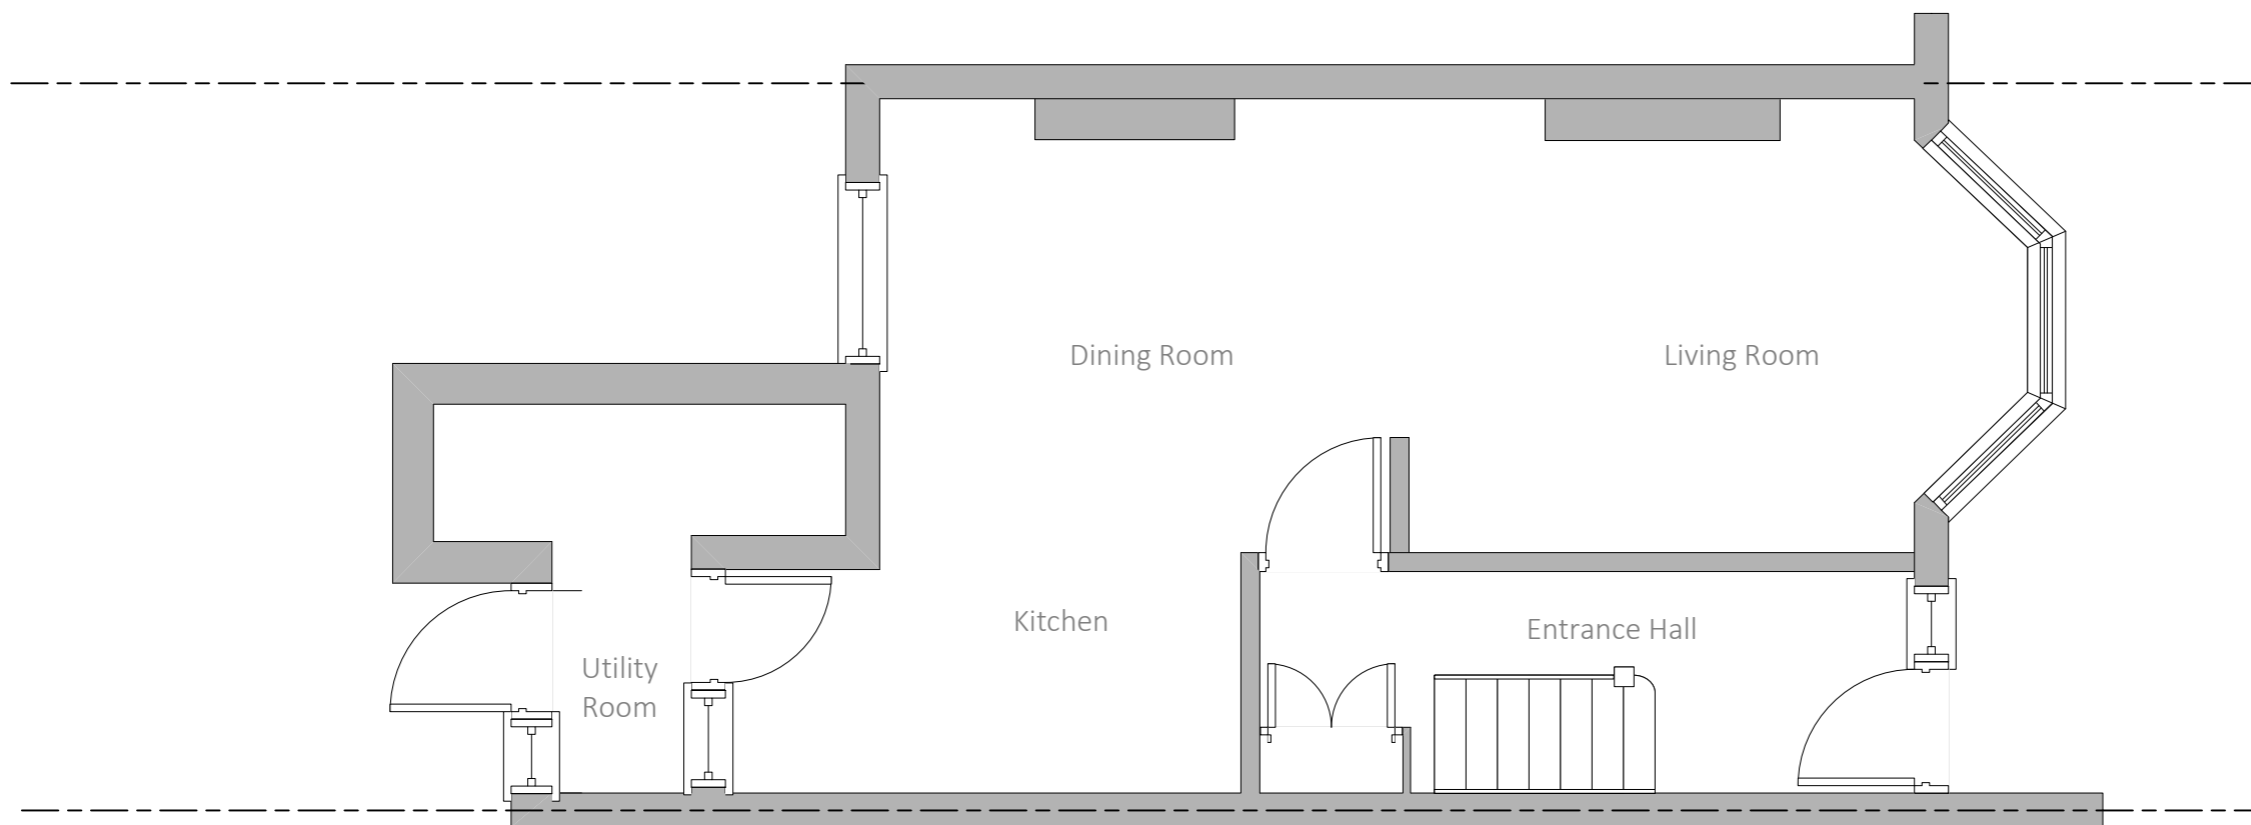 Dining Room
Living Room
Kitchen
Entrance Hall
Utility
Room